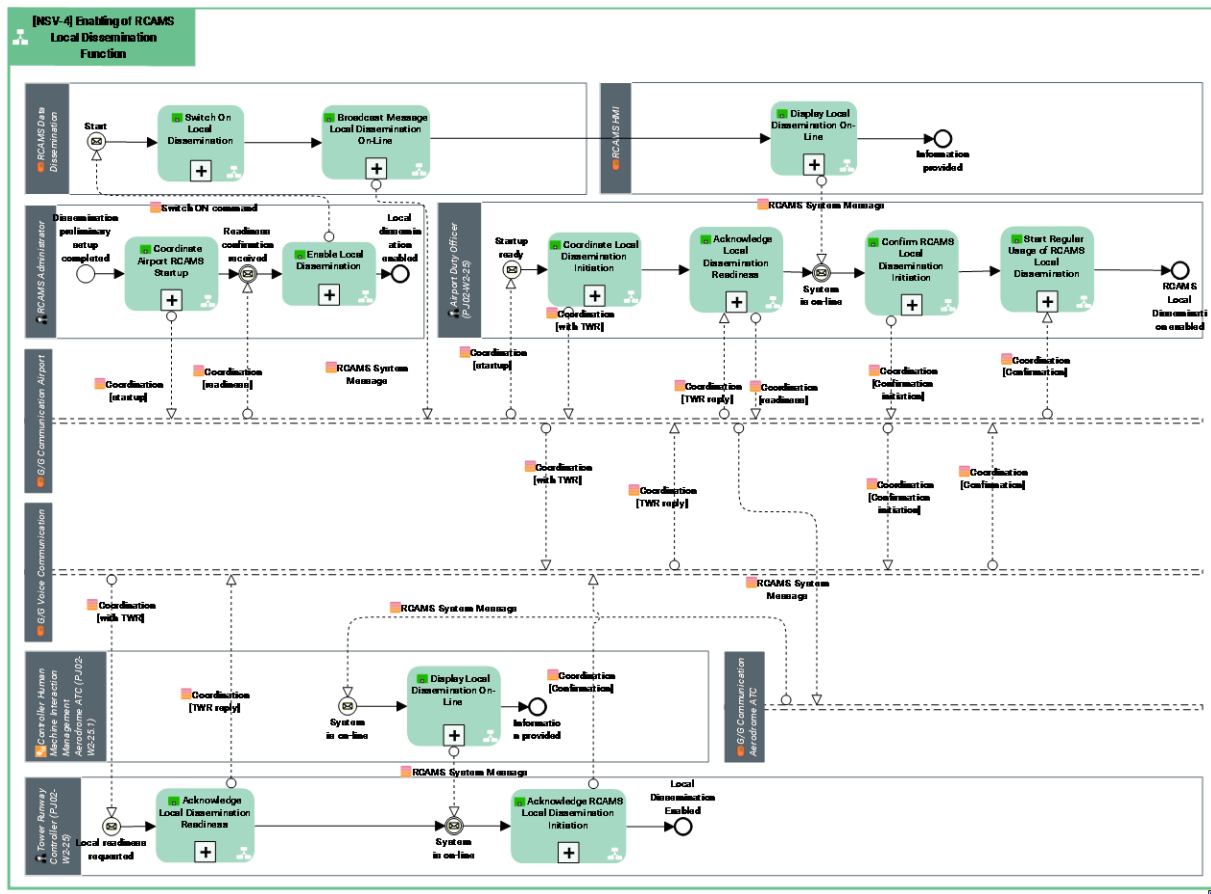 [NSV-4] Enabling of RCAMS
Local Dissemination
Function
RCAMS Data
Dissemination
Start
Switch On
Local
Dissemination
Broadcast Message
Local Dissemination
On-Line
RCAMS HMI
Display Local
Dissemination On-
Line
Information
provided
Switch ON command
RCAMS System Message
RCAMS Administrator
Dissemination
preliminary
setup
completed
Coordinate
Airport RCAMS
Startup
Readiness
confirmation
received
Enable Local
Dissemination
Local
dissemin
ation
enabled
Airport Duty Officer
(PJ02-W2-25)
Startup
ready
Coordinate Local
Dissemination
Initiation
Acknowledge
Local
Dissemination
Readiness
System
is on-line
Confirm RCAMS
Local
Dissemination
Initiation
Start Regular
Usage of RCAMS
Local
Dissemination
RCAMS
Local
Disseminati
on enabled
Coordination
[with TWR]
Coordination
[startup]
Coordination
[readiness]
RCAMS System
Message
Coordination
[startup]
Coordination
[TWR reply]
Coordination
[readiness]
Coordination
[Confirmation
initiation]
Coordination
[Confirmation]
G/G Communication Airport
Coordination
[with TWR]
Coordination
[TWR reply]
Coordination
[Confirmation
initiation]
Coordination
[Confirmation]
G/G Voice Communication
Coordination
[with TWR]
RCAMS System Message
RCAMS System
Message
Controller Human
Machine Interaction
Management
Aerodrome ATC (PJ02-
W2-25.1)
Coordination
[TWR reply]
System
is on-line
Display Local
Dissemination On-
Line
Informatio
n provided
Coordination
[Confirmation]
G/G Communication
Aerodrome ATC
RCAMS System Message
Tower Runway
Controller (PJ02-
W2-25)
Local readiness
requested
Acknowledge
Local Dissemination
Readiness
System
is on-line
Acknowledge RCAMS
Local Dissemination
Initiation
Local
Dissemination
Enabled